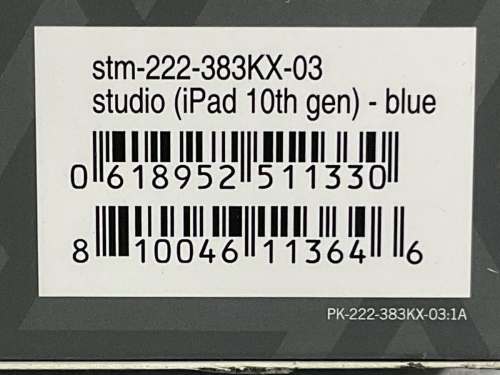 stm-222-383KX-03
studio (iPad 10th gen) - blue
0 618952 511330
8 10046 11364 6
PK-222-383KX-03:1A